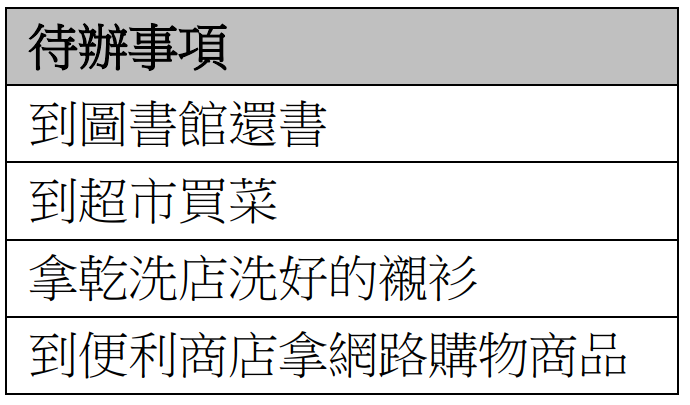 待辦事項
到圖書館還書
到超市買菜
拿乾洗店洗好的襯衫
到便利商店拿網路購物商品